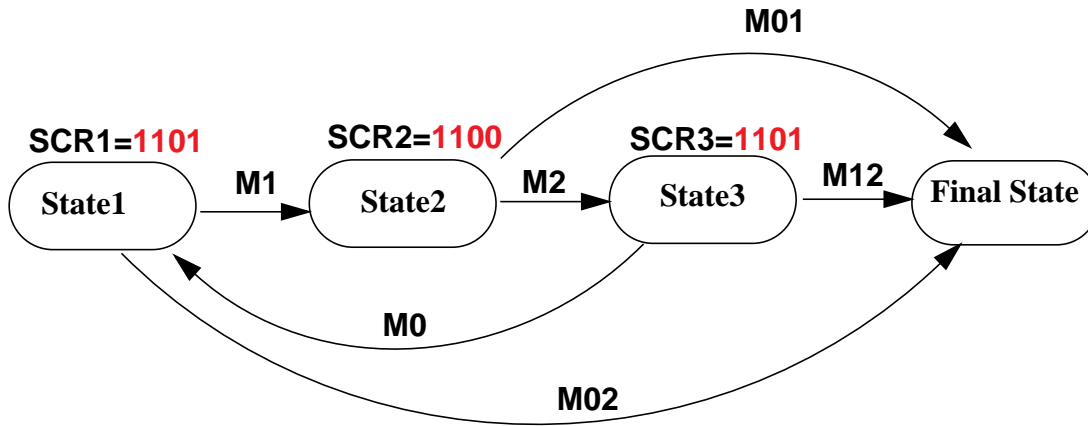 M01
SCR1=1101
SCR2=1100
SCR3=1101
State1
M1
State2
M2
State3
M12
Final State
M0
M02